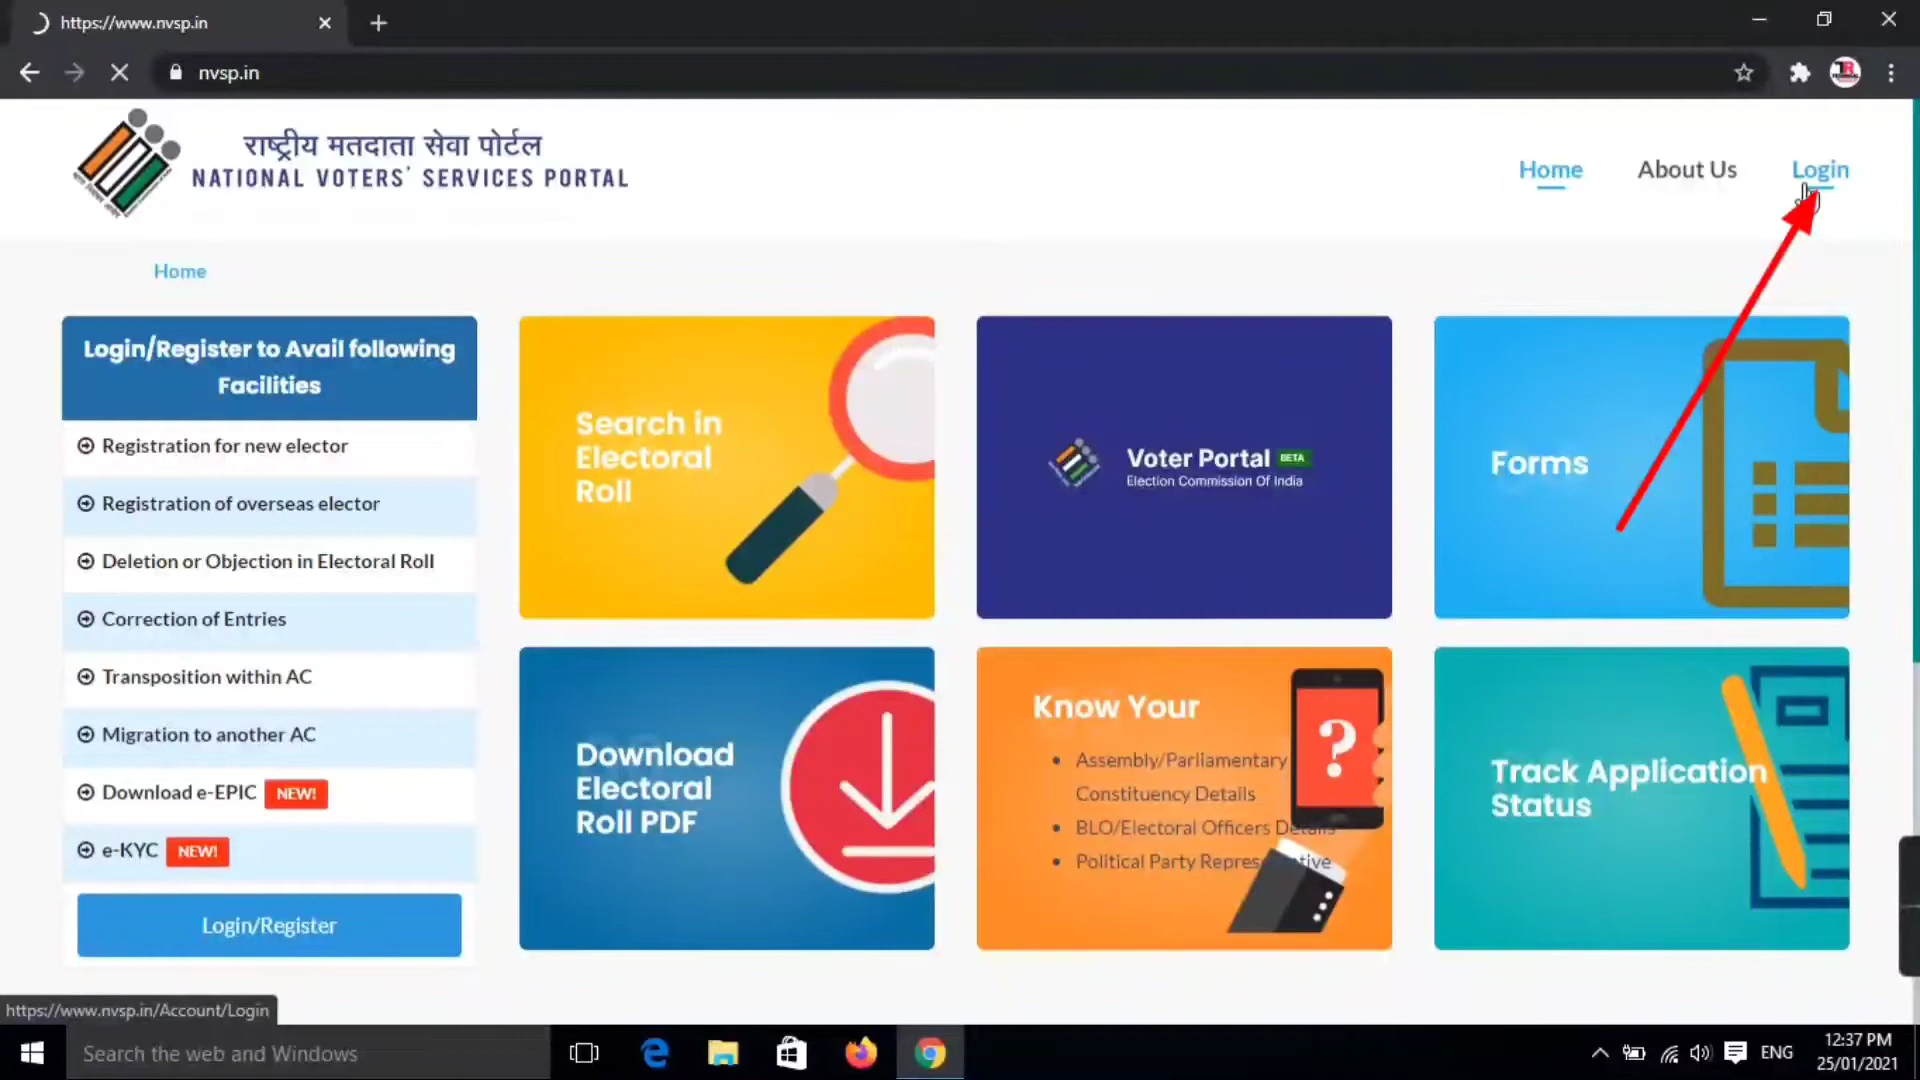 https://www.nvsp.in
nvsp.in
राष्ट्रीय मतदाता सेवा पोर्टल
NATIONAL VOTERS' SERVICES PORTAL
Home
About Us
Login
Home
Login/Register to Avail following
Facilities
Registration for new elector
Registration of overseas elector
Deletion or Objection in Electoral Roll
Correction of Entries
Transposition within AC
Migration to another AC
Download e-EPIC NEW!
e-KYC NEW!
Login/Register
Search in
Electoral
Roll
Voter Portal BETA
Election Commission Of India
Forms
Download
Electoral
Roll PDF
Know Your
Assembly/Parliamentary
Constituency Details
BLO/Electoral Officers Details
Political Party Representative
?
Track Application
Status
https://www.nvsp.in/Account/Login
Search the web and Windows
ENG
12:37 PM
25/01/2021